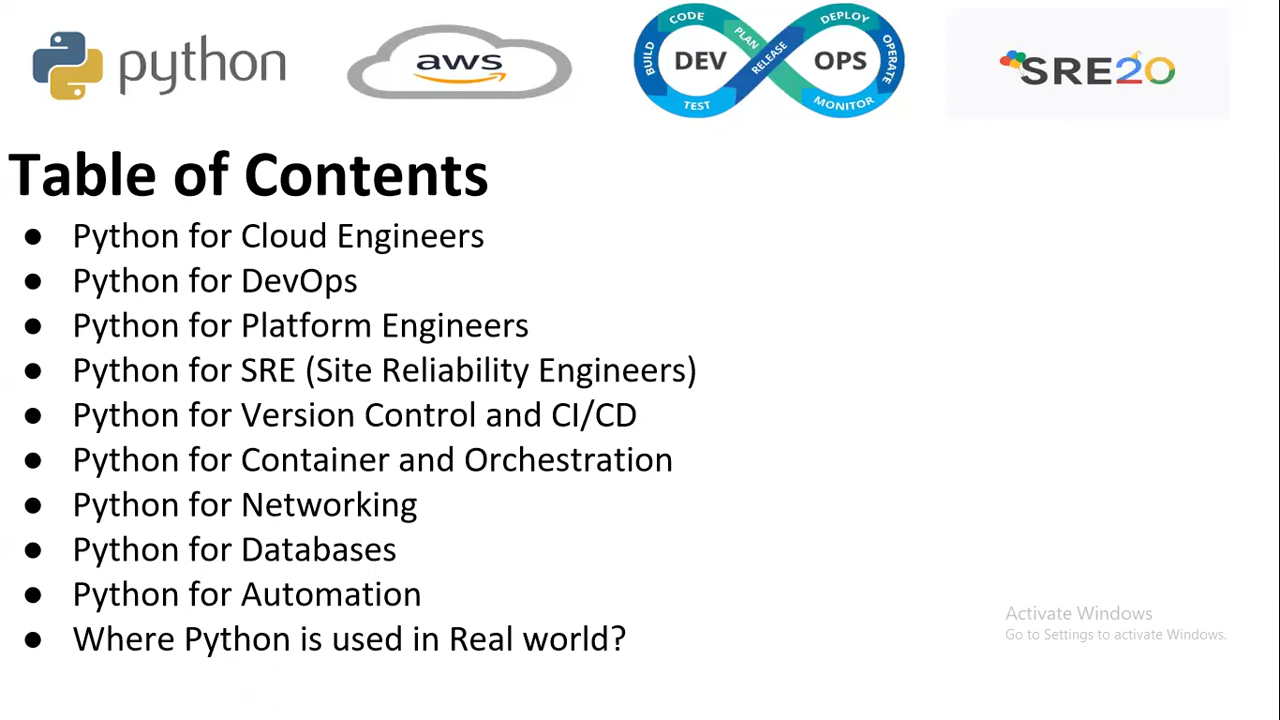 python
aws
CODE
DEPLOY
BUILD
PLAN
RELEASE
OPERATE
DEV
OPS
TEST
MONITOR
SRE20
Table of Contents
● Python for Cloud Engineers
● Python for DevOps
● Python for Platform Engineers
● Python for SRE (Site Reliability Engineers)
● Python for Version Control and CI/CD
● Python for Container and Orchestration
● Python for Networking
● Python for Databases
● Python for Automation
● Where Python is used in Real world?
Activate Windows
Go to Settings to activate Windows.